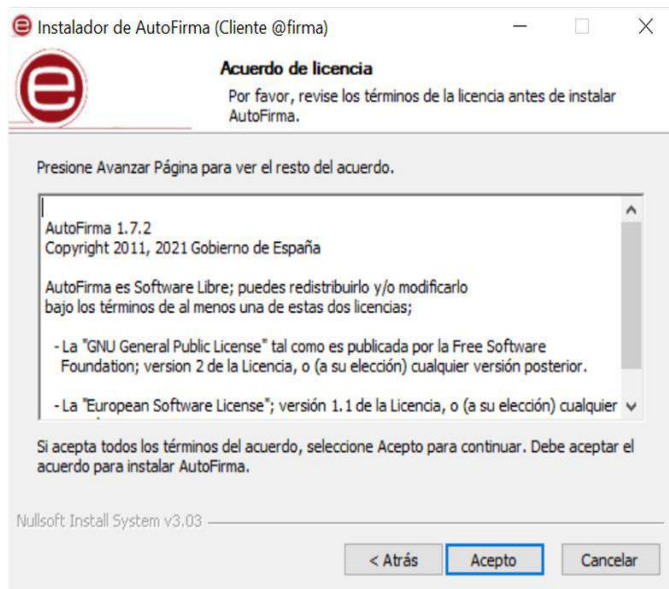 Instalador de AutoFirma (Cliente @firma)
Acuerdo de licencia
Por favor, revise los términos de la licencia antes de instalar
AutoFirma.
Presione Avanzar Página para ver el resto del acuerdo.
AutoFirma 1.7.2
Copyright 2011, 2021 Gobierno de España
AutoFirma es Software Libre; puedes redistribuirlo y/o modificarlo
bajo los términos de al menos una de estas dos licencias;
- La "GNU General Public License" tal como es publicada por la Free Software
Foundation; version 2 de la Licencia, o (a su elección) cualquier versión posterior.
- La "European Software License"; versión 1.1 de la Licencia, o (a su elección) cualquier
Si acepta todos los términos del acuerdo, seleccione Acepto para continuar. Debe aceptar el
acuerdo para instalar AutoFirma.
Nullsoft Install System v3.03
< Atrás Acepto Cancelar